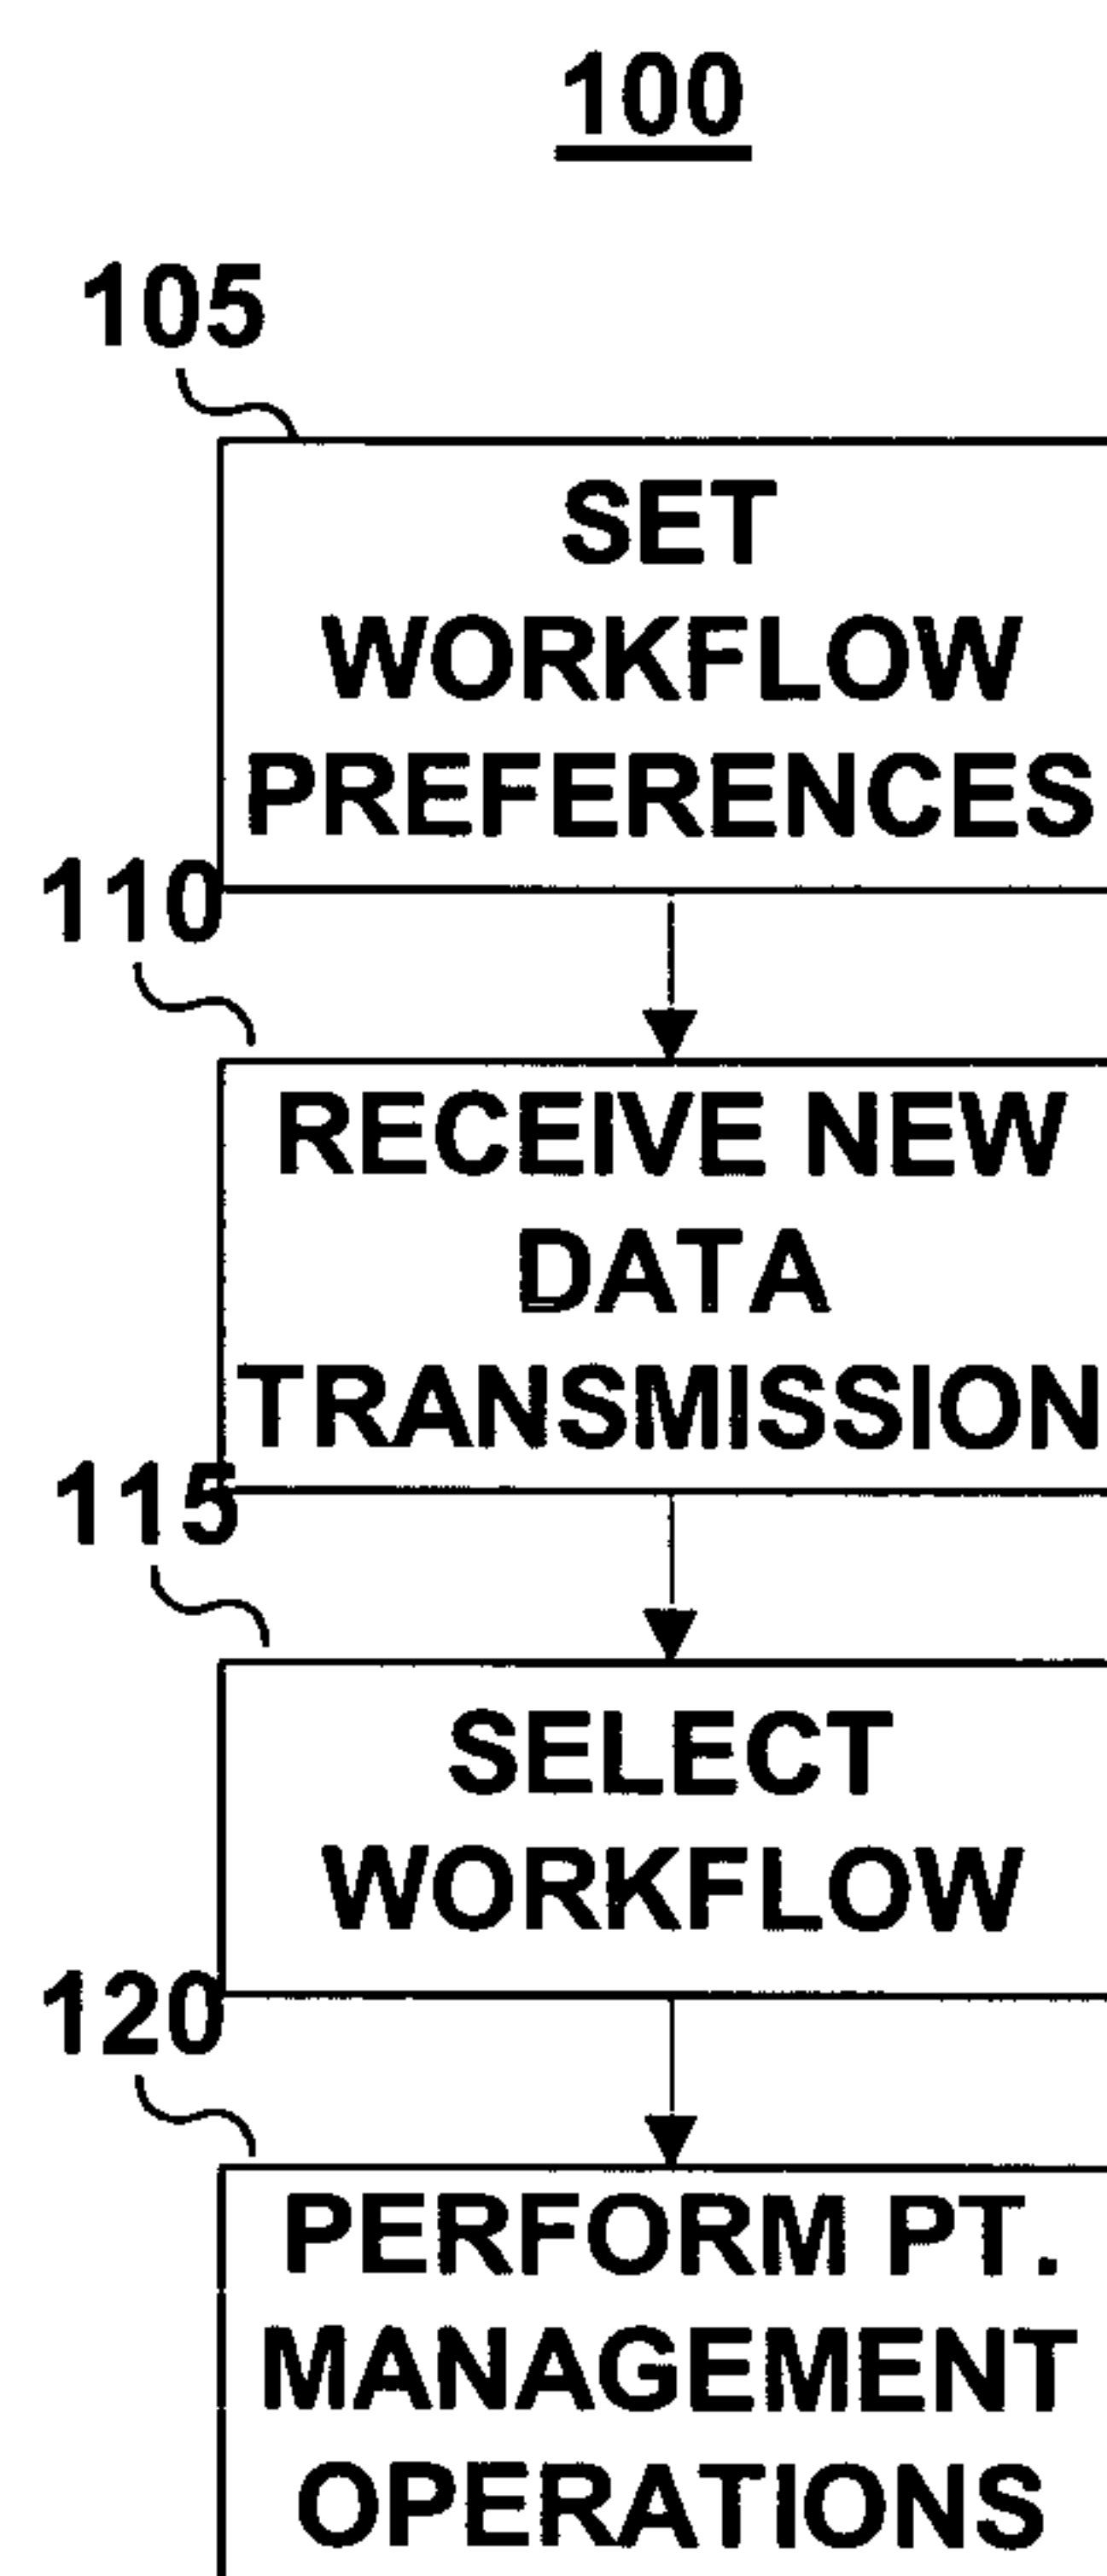 100
105
SET
WORKFLOW
PREFERENCES
110
RECEIVE NEW
DATA
TRANSMISSION
115
SELECT
WORKFLOW
120
PERFORM PT.
MANAGEMENT
OPERATIONS